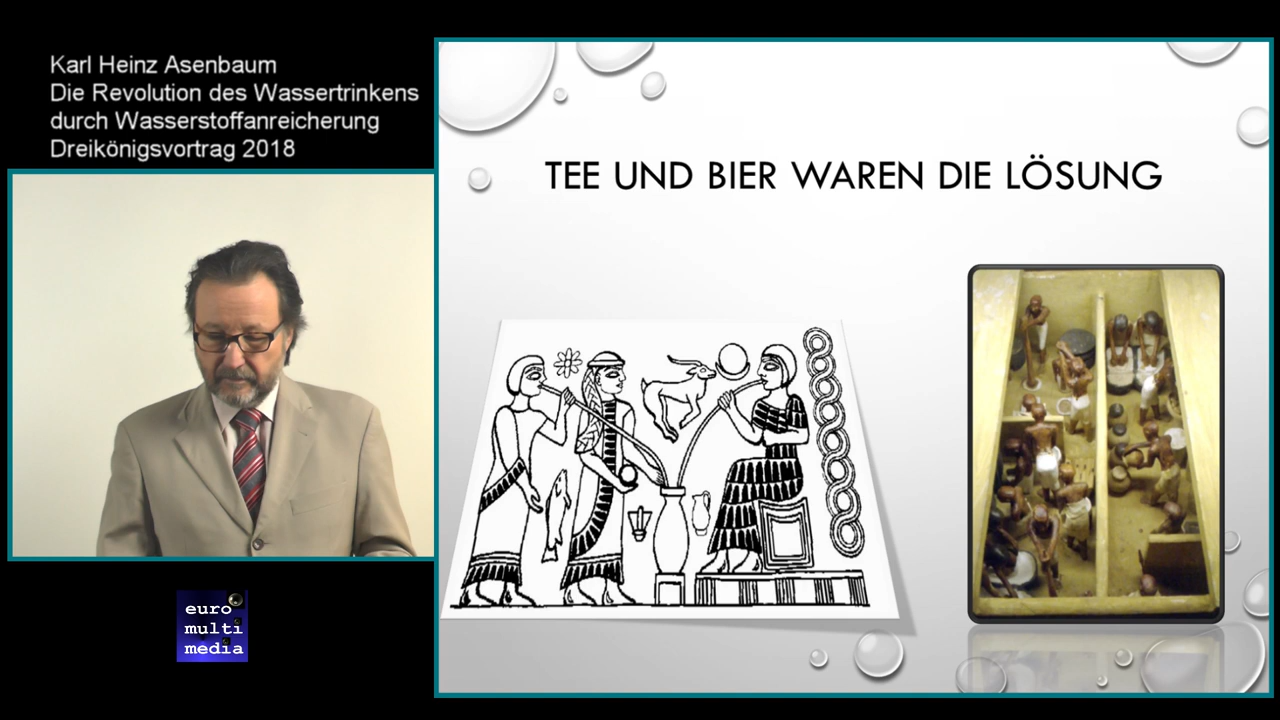 Karl Heinz Asenbaum
Die Revolution des Wassertrinkens
durch Wasserstoffanreicherung
Dreikönigsvortrag 2018
TEE UND BIER WAREN DIE LÖSUNG
euro
multi
media